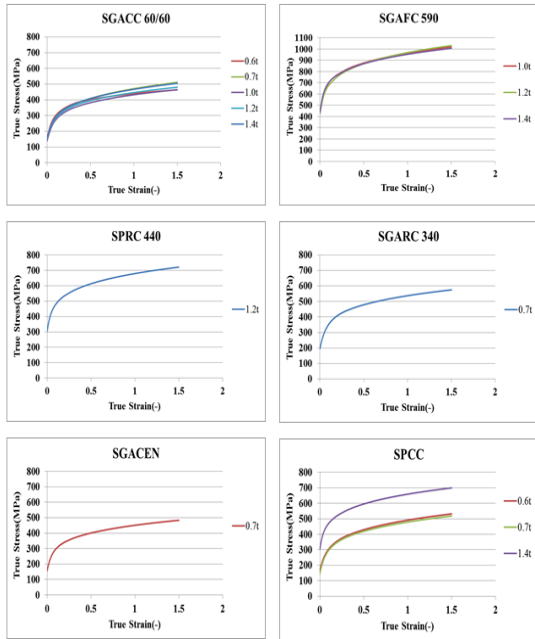 SGACC 60/60
True Stress(MPa)
800
700
600
500
400
300
200
100
0
0
0.5
1
1.5
2
True Strain(-)
0.6t
0.7t
1.0t
1.2t
1.4t
SGAFC 590
True Stress(MPa)
1100
1000
900
800
700
600
500
400
300
200
100
0
0
0.5
1
1.5
2
True Strain(-)
1.0t
1.2t
1.4t
SPRC 440
True Stress(MPa)
800
700
600
500
400
300
200
100
0
0
0.5
1
1.5
2
True Strain(-)
1.2t
SGARC 340
True Stress(MPa)
800
700
600
500
400
300
200
100
0
0
0.5
1
1.5
2
True Strain(-)
0.7t
SGACEN
True Stress(MPa)
800
700
600
500
400
300
200
100
0
0
0.5
1
1.5
2
True Strain(-)
0.7t
SPCC
True Stress(MPa)
800
700
600
500
400
300
200
100
0
0
0.5
1
1.5
2
True Strain(-)
0.6t
0.7t
1.4t